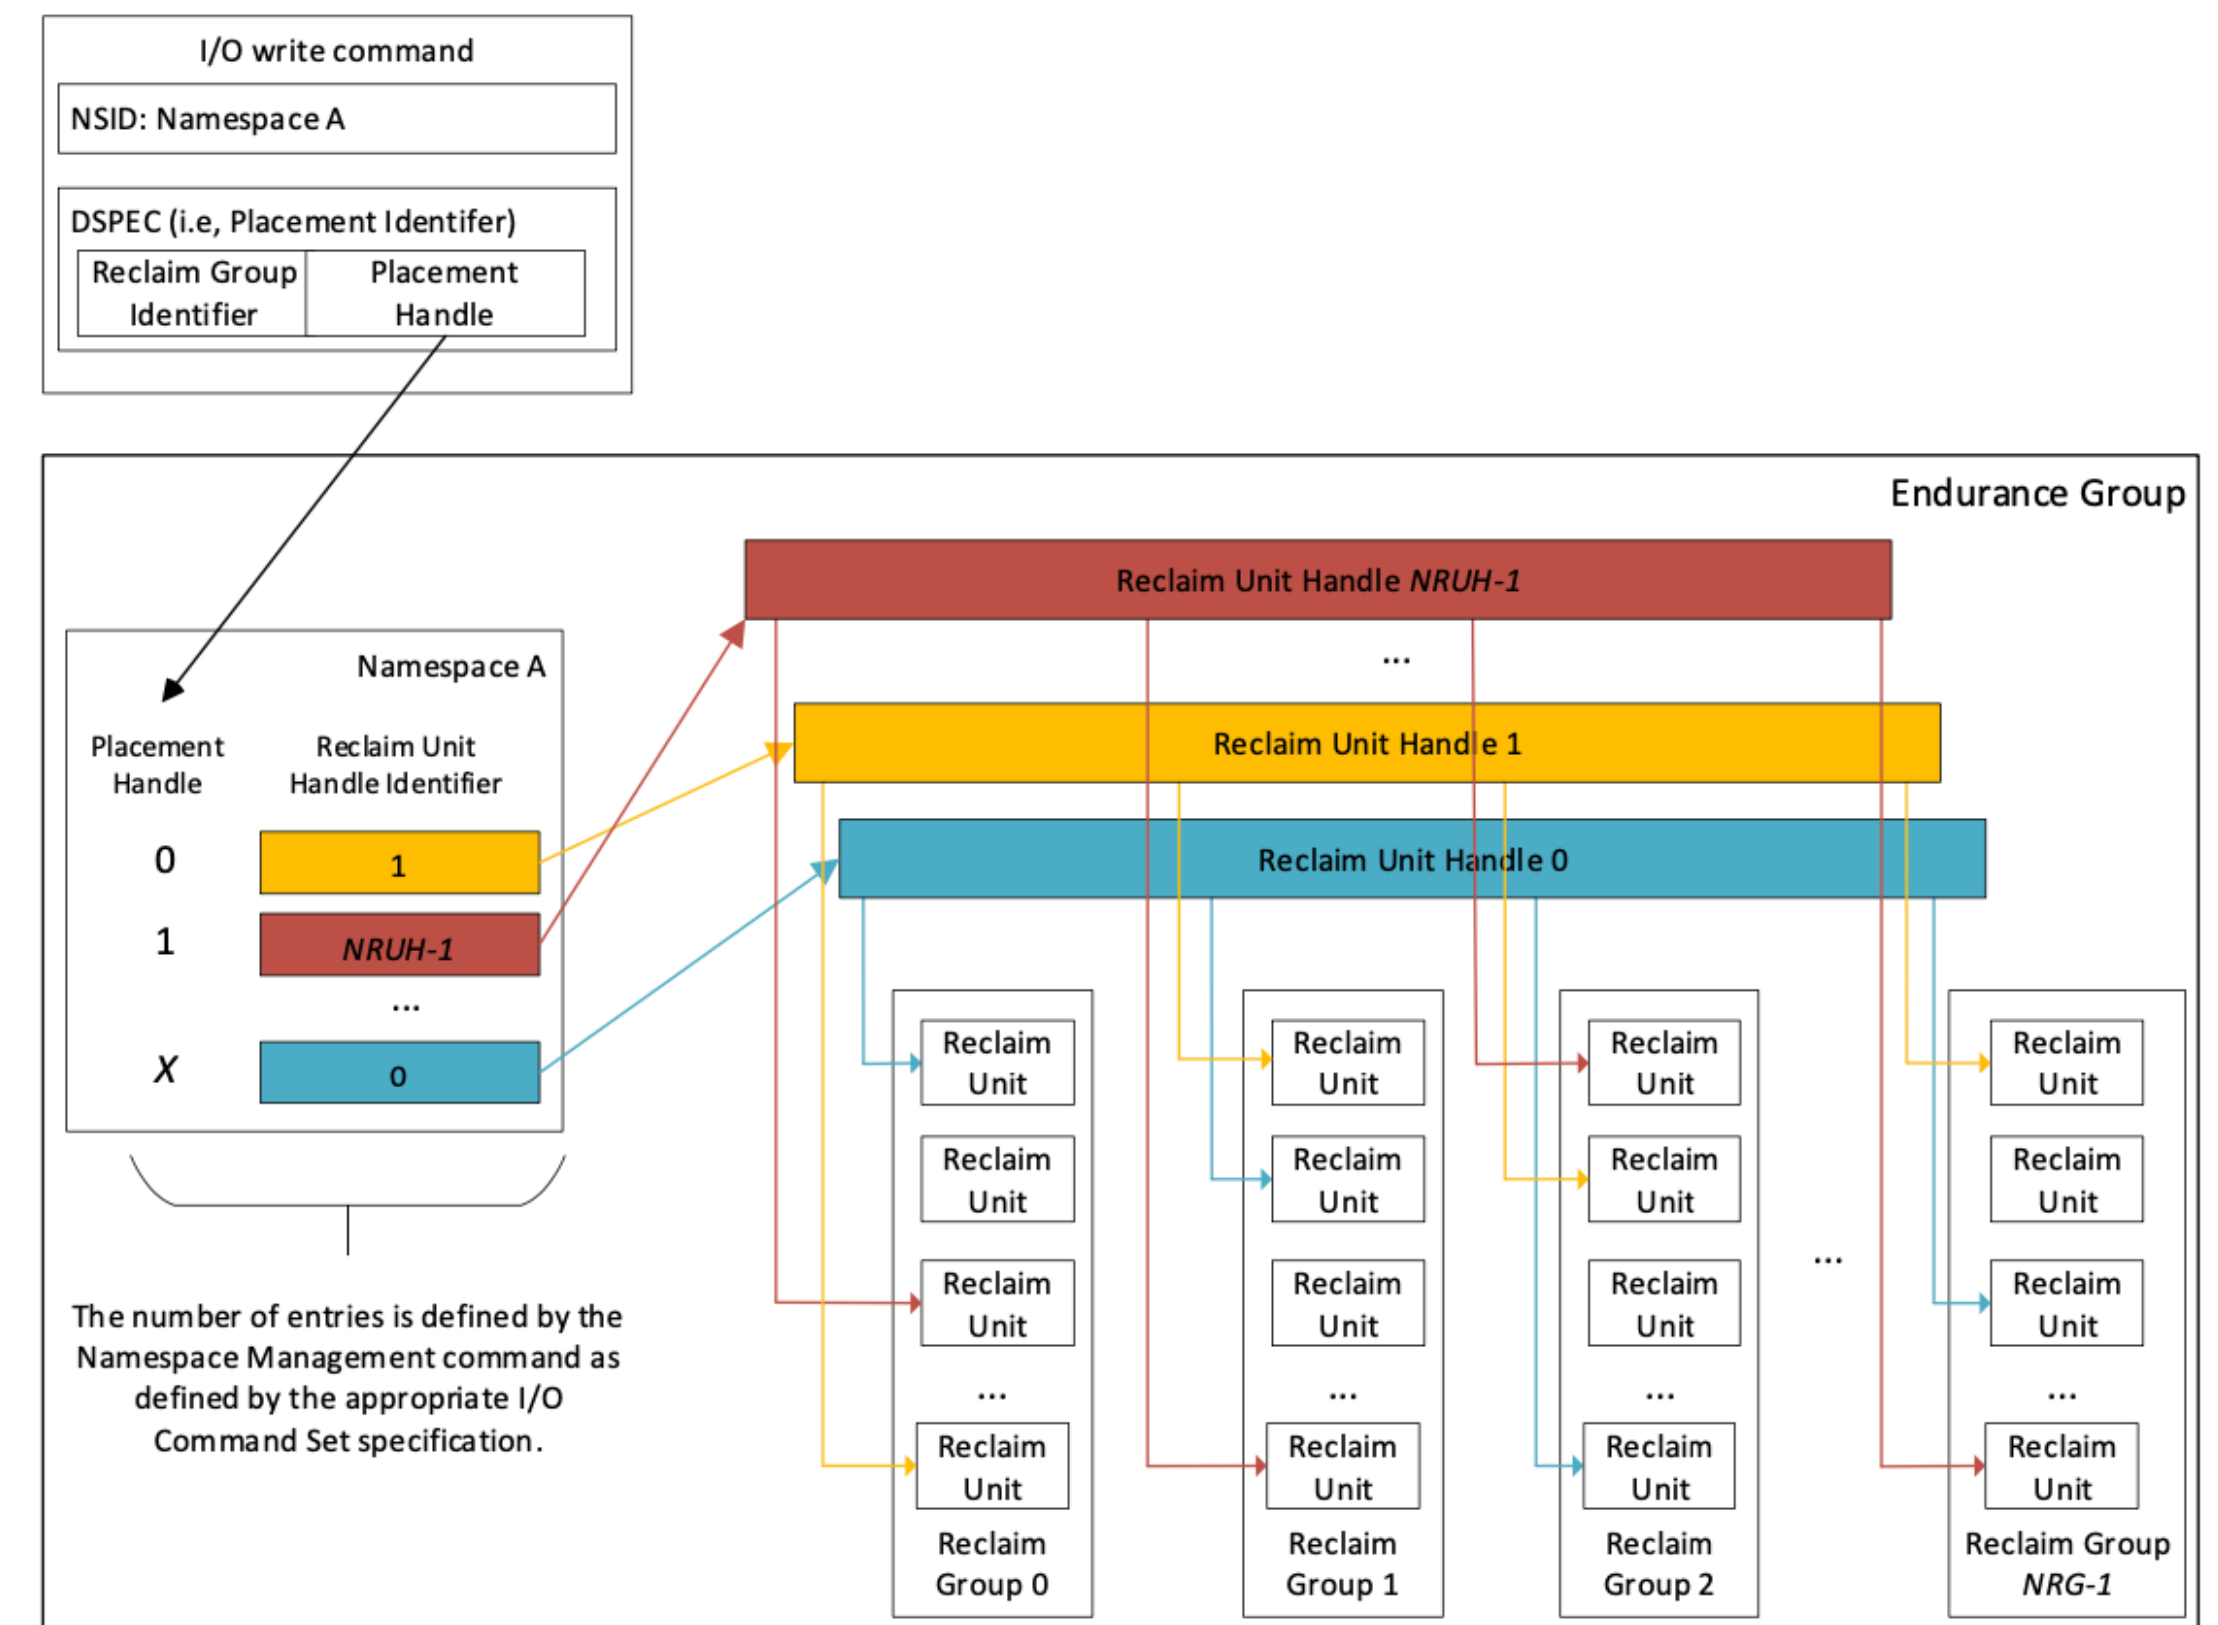 I/O write command
NSID: Namespace A
DSPEC (i.e, Placement Identifer)
Reclaim Group
Identifier
Placement
Handle
Endurance Group
Reclaim Unit Handle NRUH-1
...
Reclaim Unit Handle 1
Reclaim Unit Handle 0
Namespace A
Placement
Handle
Reclaim Unit
Handle Identifier
0
1
1
NRUH-1
...
X
0
The number of entries is defined by the
Namespace Management command as
defined by the appropriate I/O
Command Set specification.
Reclaim
Unit
Reclaim
Unit
Reclaim
Unit
...
Reclaim
Unit
Reclaim
Group 0
Reclaim
Unit
Reclaim
Unit
Reclaim
Unit
...
Reclaim
Unit
Reclaim
Group 1
Reclaim
Unit
Reclaim
Unit
Reclaim
Unit
...
Reclaim
Unit
Reclaim
Group 2
...
Reclaim
Unit
Reclaim
Unit
Reclaim
Unit
...
Reclaim
Unit
Reclaim Group
NRG-1